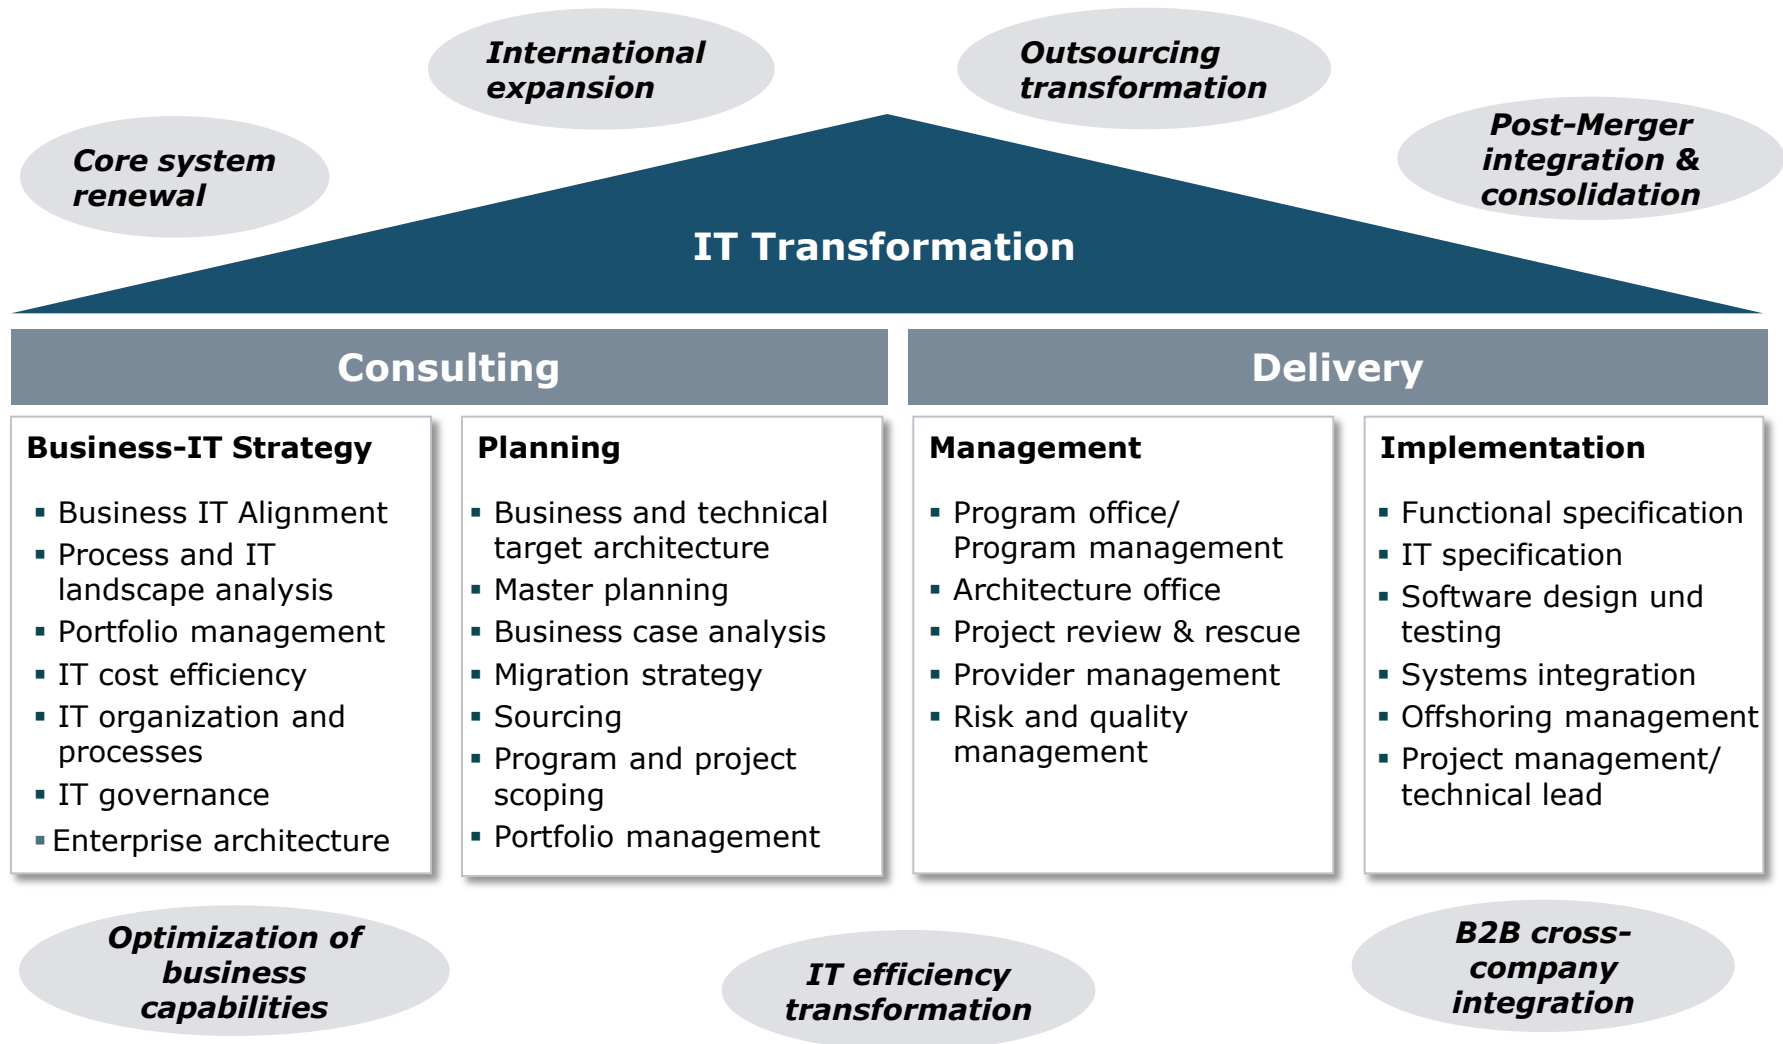 International
expansion
Outsourcing
transformation
Core system
renewal
Post-Merger
integration &
consolidation
IT Transformation
Consulting
Delivery
Business-IT Strategy
▪ Business IT Alignment
▪ Process and IT
landscape analysis
▪ Portfolio management
▪ IT cost efficiency
▪ IT organization and
processes
▪ IT governance
▪ Enterprise architecture
Planning
▪ Business and technical
target architecture
▪ Master planning
▪ Business case analysis
▪ Migration strategy
▪ Sourcing
▪ Program and project
scoping
▪ Portfolio management
Management
▪ Program office/
Program management
▪ Architecture office
▪ Project review & rescue
▪ Provider management
▪ Risk and quality
management
Implementation
▪ Functional specification
▪ IT specification
▪ Software design und
testing
▪ Systems integration
▪ Offshoring management
▪ Project management/
technical lead
Optimization of
business
capabilities
IT efficiency
transformation
B2B cross-
company
integration